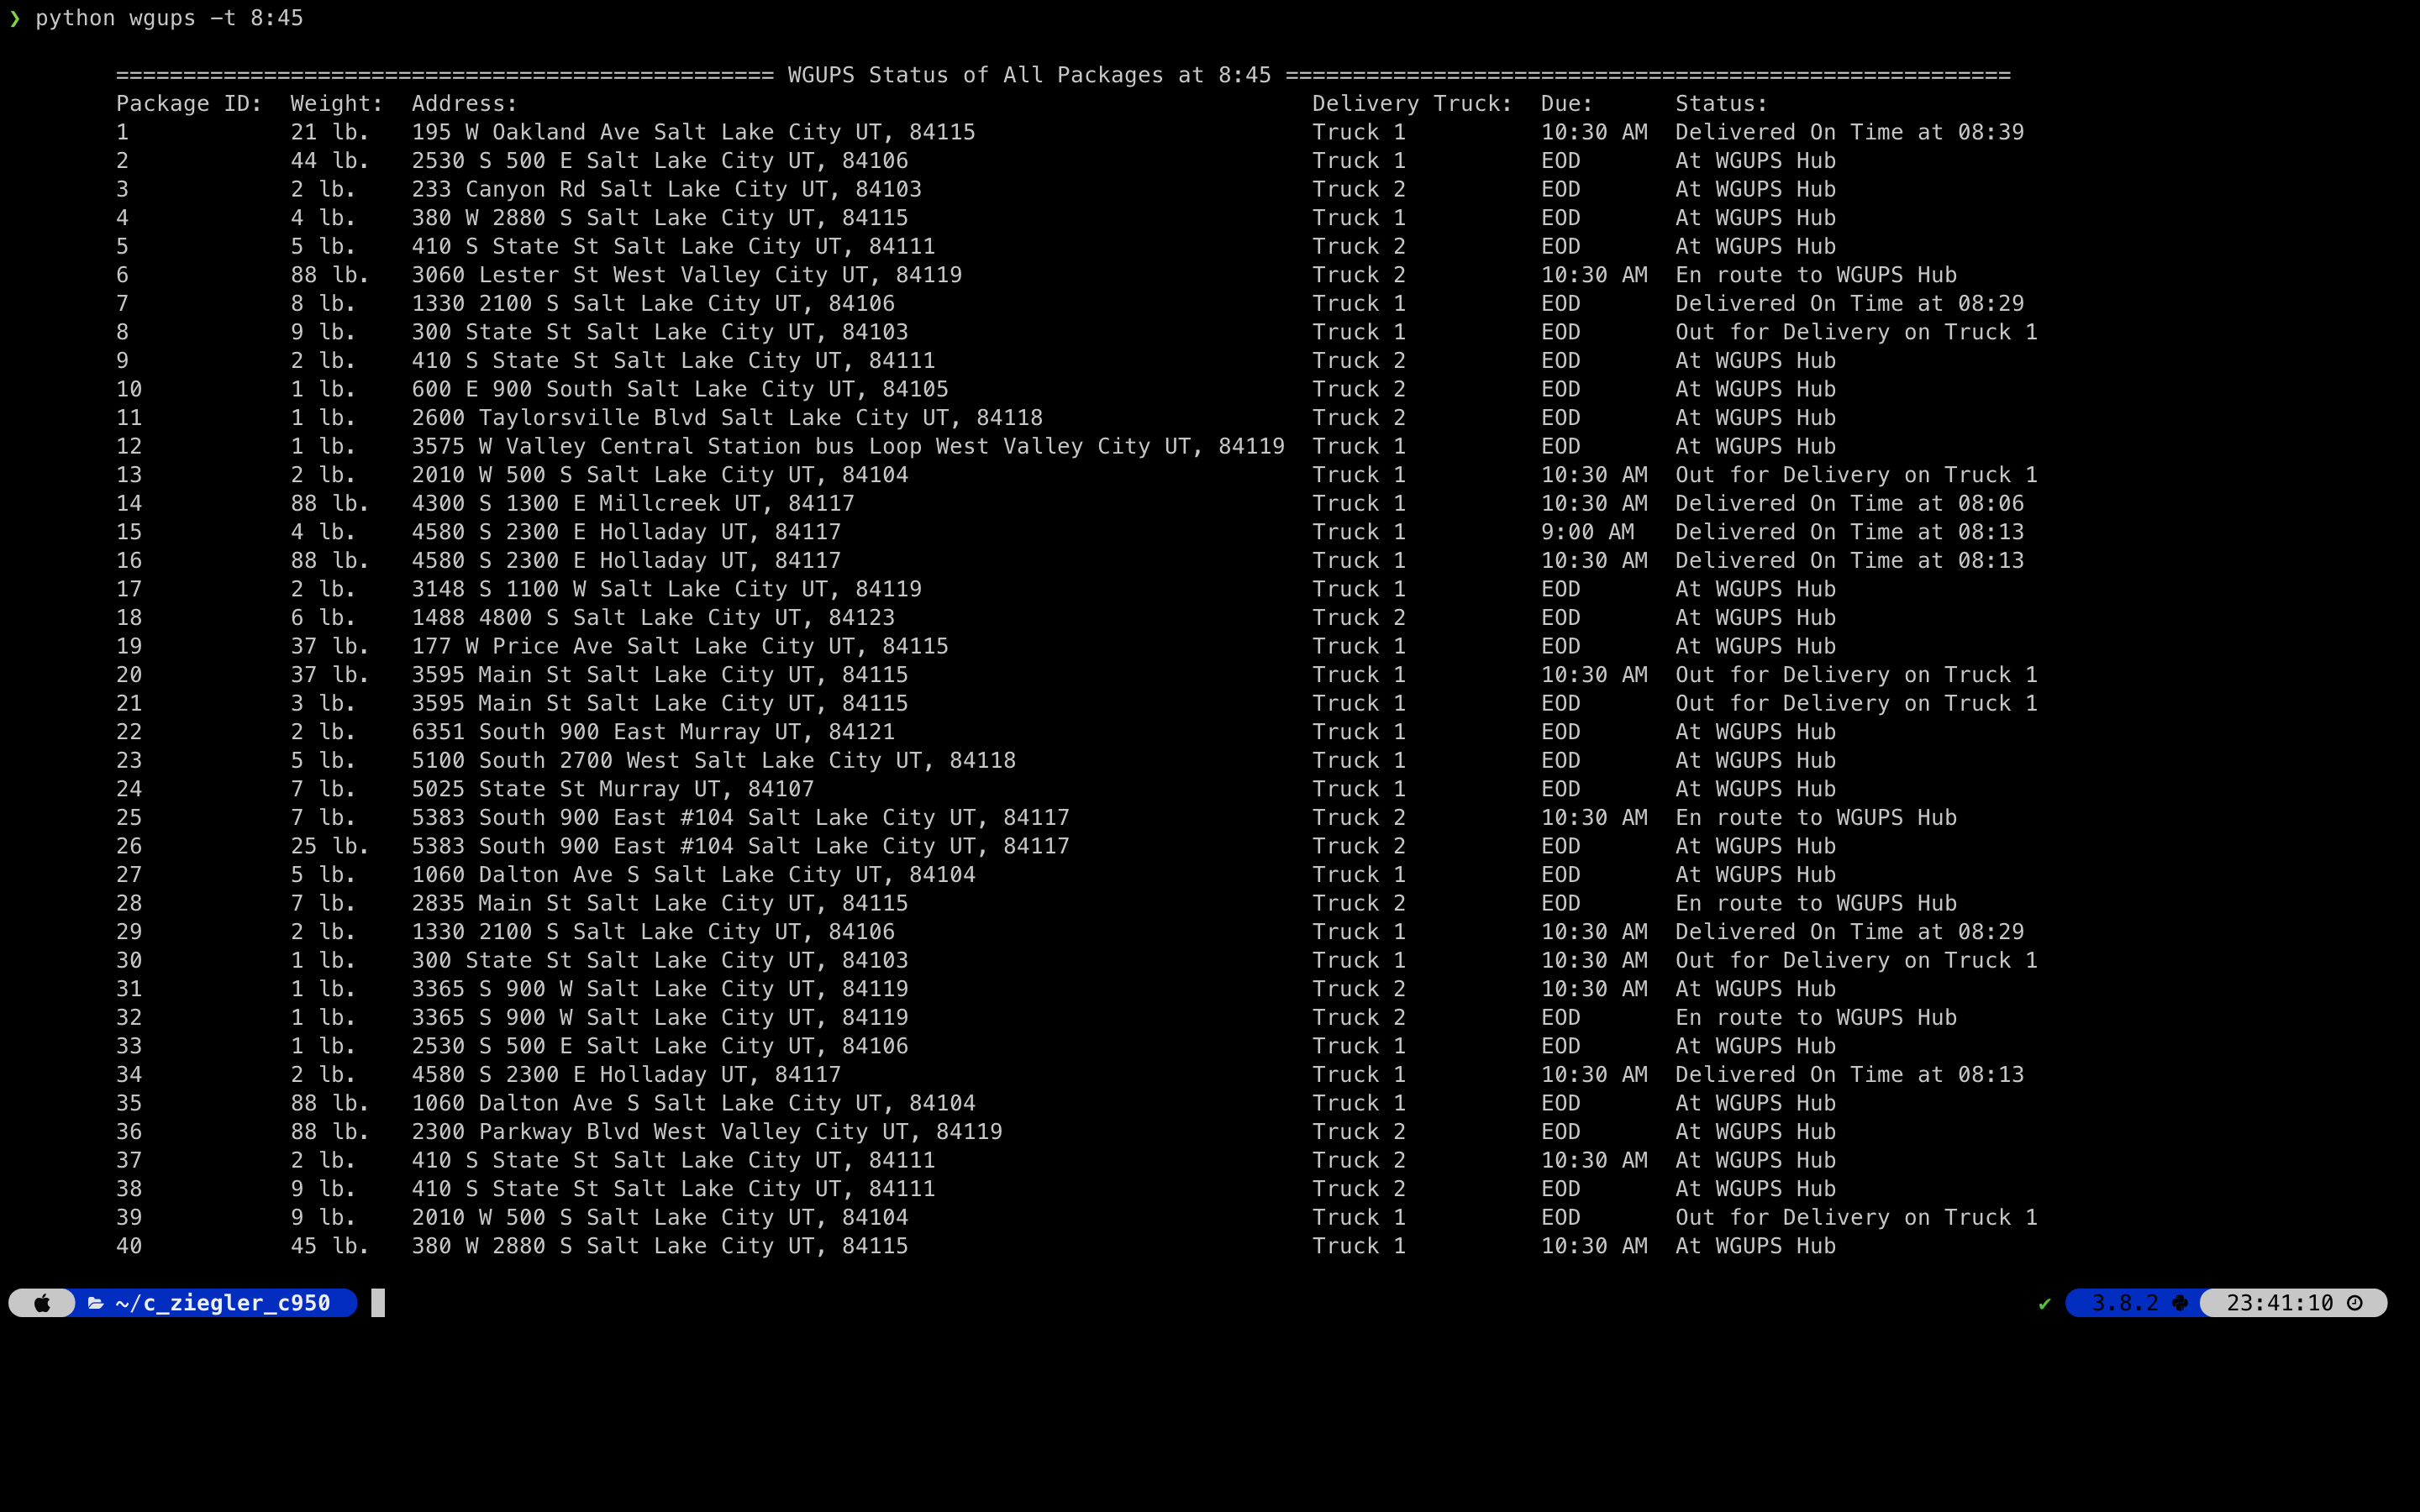 ❯ python wgups -t 8:45
================================================= WGUPS Status of All Packages at 8:45 ======================================================
Package ID:  Weight:  Address:                                                           Delivery Truck:  Due:      Status:
1            21 lb.   195 W Oakland Ave Salt Lake City UT, 84115                         Truck 1          10:30 AM  Delivered On Time at 08:39
2            44 lb.   2530 S 500 E Salt Lake City UT, 84106                              Truck 1          EOD       At WGUPS Hub
3            2 lb.    233 Canyon Rd Salt Lake City UT, 84103                             Truck 2          EOD       At WGUPS Hub
4            4 lb.    380 W 2880 S Salt Lake City UT, 84115                              Truck 1          EOD       At WGUPS Hub
5            5 lb.    410 S State St Salt Lake City UT, 84111                            Truck 2          EOD       At WGUPS Hub
6            88 lb.   3060 Lester St West Valley City UT, 84119                          Truck 2          10:30 AM  En route to WGUPS Hub
7            8 lb.    1330 2100 S Salt Lake City UT, 84106                               Truck 1          EOD       Delivered On Time at 08:29
8            9 lb.    300 State St Salt Lake City UT, 84103                              Truck 1          EOD       Out for Delivery on Truck 1
9            2 lb.    410 S State St Salt Lake City UT, 84111                            Truck 2          EOD       At WGUPS Hub
10           1 lb.    600 E 900 South Salt Lake City UT, 84105                           Truck 2          EOD       At WGUPS Hub
11           1 lb.    2600 Taylorsville Blvd Salt Lake City UT, 84118                    Truck 2          EOD       At WGUPS Hub
12           1 lb.    3575 W Valley Central Station bus Loop West Valley City UT, 84119  Truck 1          EOD       At WGUPS Hub
13           2 lb.    2010 W 500 S Salt Lake City UT, 84104                              Truck 1          10:30 AM  Out for Delivery on Truck 1
14           88 lb.   4300 S 1300 E Millcreek UT, 84117                                  Truck 1          10:30 AM  Delivered On Time at 08:06
15           4 lb.    4580 S 2300 E Holladay UT, 84117                                   Truck 1          9:00 AM   Delivered On Time at 08:13
16           88 lb.   4580 S 2300 E Holladay UT, 84117                                   Truck 1          10:30 AM  Delivered On Time at 08:13
17           2 lb.    3148 S 1100 W Salt Lake City UT, 84119                             Truck 1          EOD       At WGUPS Hub
18           6 lb.    1488 4800 S Salt Lake City UT, 84123                               Truck 2          EOD       At WGUPS Hub
19           37 lb.   177 W Price Ave Salt Lake City UT, 84115                           Truck 1          EOD       At WGUPS Hub
20           37 lb.   3595 Main St Salt Lake City UT, 84115                              Truck 1          10:30 AM  Out for Delivery on Truck 1
21           3 lb.    3595 Main St Salt Lake City UT, 84115                              Truck 1          EOD       Out for Delivery on Truck 1
22           2 lb.    6351 South 900 East Murray UT, 84121                               Truck 1          EOD       At WGUPS Hub
23           5 lb.    5100 South 2700 West Salt Lake City UT, 84118                      Truck 1          EOD       At WGUPS Hub
24           7 lb.    5025 State St Murray UT, 84107                                     Truck 1          EOD       At WGUPS Hub
25           7 lb.    5383 South 900 East #104 Salt Lake City UT, 84117                  Truck 2          10:30 AM  En route to WGUPS Hub
26           25 lb.   5383 South 900 East #104 Salt Lake City UT, 84117                  Truck 2          EOD       At WGUPS Hub
27           5 lb.    1060 Dalton Ave S Salt Lake City UT, 84104                         Truck 1          EOD       At WGUPS Hub
28           7 lb.    2835 Main St Salt Lake City UT, 84115                              Truck 2          EOD       En route to WGUPS Hub
29           2 lb.    1330 2100 S Salt Lake City UT, 84106                               Truck 1          10:30 AM  Delivered On Time at 08:29
30           1 lb.    300 State St Salt Lake City UT, 84103                              Truck 1          10:30 AM  Out for Delivery on Truck 1
31           1 lb.    3365 S 900 W Salt Lake City UT, 84119                              Truck 2          10:30 AM  At WGUPS Hub
32           1 lb.    3365 S 900 W Salt Lake City UT, 84119                              Truck 2          EOD       En route to WGUPS Hub
33           1 lb.    2530 S 500 E Salt Lake City UT, 84106                              Truck 1          EOD       At WGUPS Hub
34           2 lb.    4580 S 2300 E Holladay UT, 84117                                   Truck 1          10:30 AM  Delivered On Time at 08:13
35           88 lb.   1060 Dalton Ave S Salt Lake City UT, 84104                         Truck 1          EOD       At WGUPS Hub
36           88 lb.   2300 Parkway Blvd West Valley City UT, 84119                       Truck 2          EOD       At WGUPS Hub
37           2 lb.    410 S State St Salt Lake City UT, 84111                            Truck 2          10:30 AM  At WGUPS Hub
38           9 lb.    410 S State St Salt Lake City UT, 84111                            Truck 2          EOD       At WGUPS Hub
39           9 lb.    2010 W 500 S Salt Lake City UT, 84104                              Truck 1          EOD       Out for Delivery on Truck 1
40           45 lb.   380 W 2880 S Salt Lake City UT, 84115                              Truck 1          10:30 AM  At WGUPS Hub
~/c_ziegler_c950 ✔ 3.8.2 23:41:10